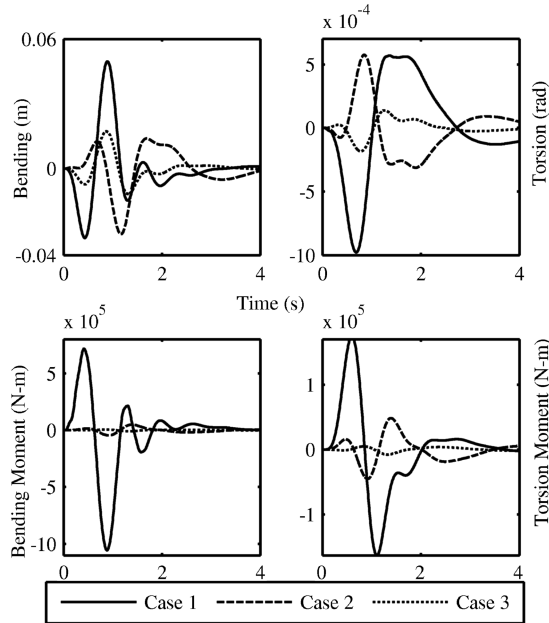 x 10^-4
0.06
0
-0.04
Bending (m)
0 2 4
5
0
-5
-10
Torsion (rad)
0 2 4
Time (s)
x 10^5
5
0
-5
-10
Bending Moment (N-m)
0 2 4
x 10^5
1
0
-1
Torsion Moment (N-m)
0 2 4
Case 1 Case 2 Case 3